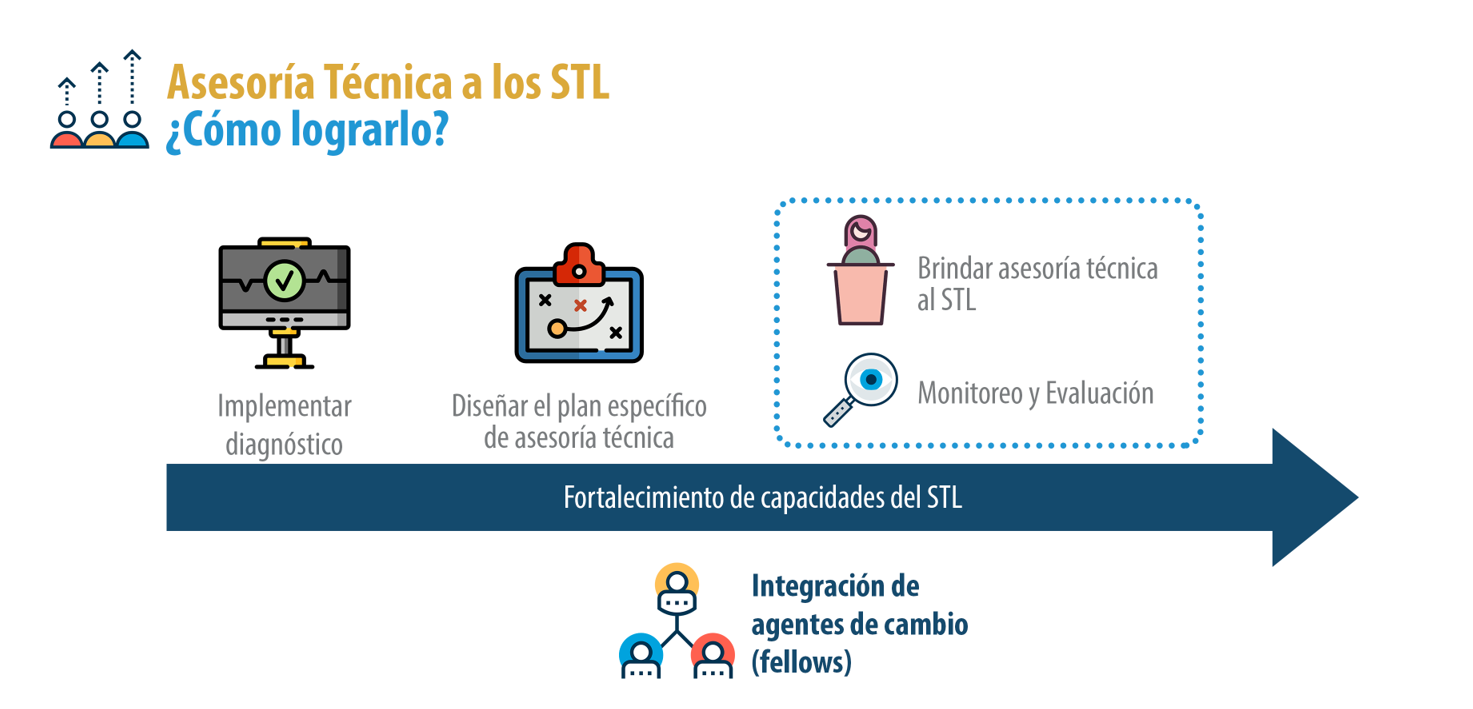 Asesoría Técnica a los STL
¿Cómo lograrlo?
Implementar
diagnóstico
Diseñar el plan específico
de asesoría técnica
Brindar asesoría técnica
al STL
Monitoreo y Evaluación
Fortalecimiento de capacidades del STL
Integración de
agentes de cambio
(fellows)